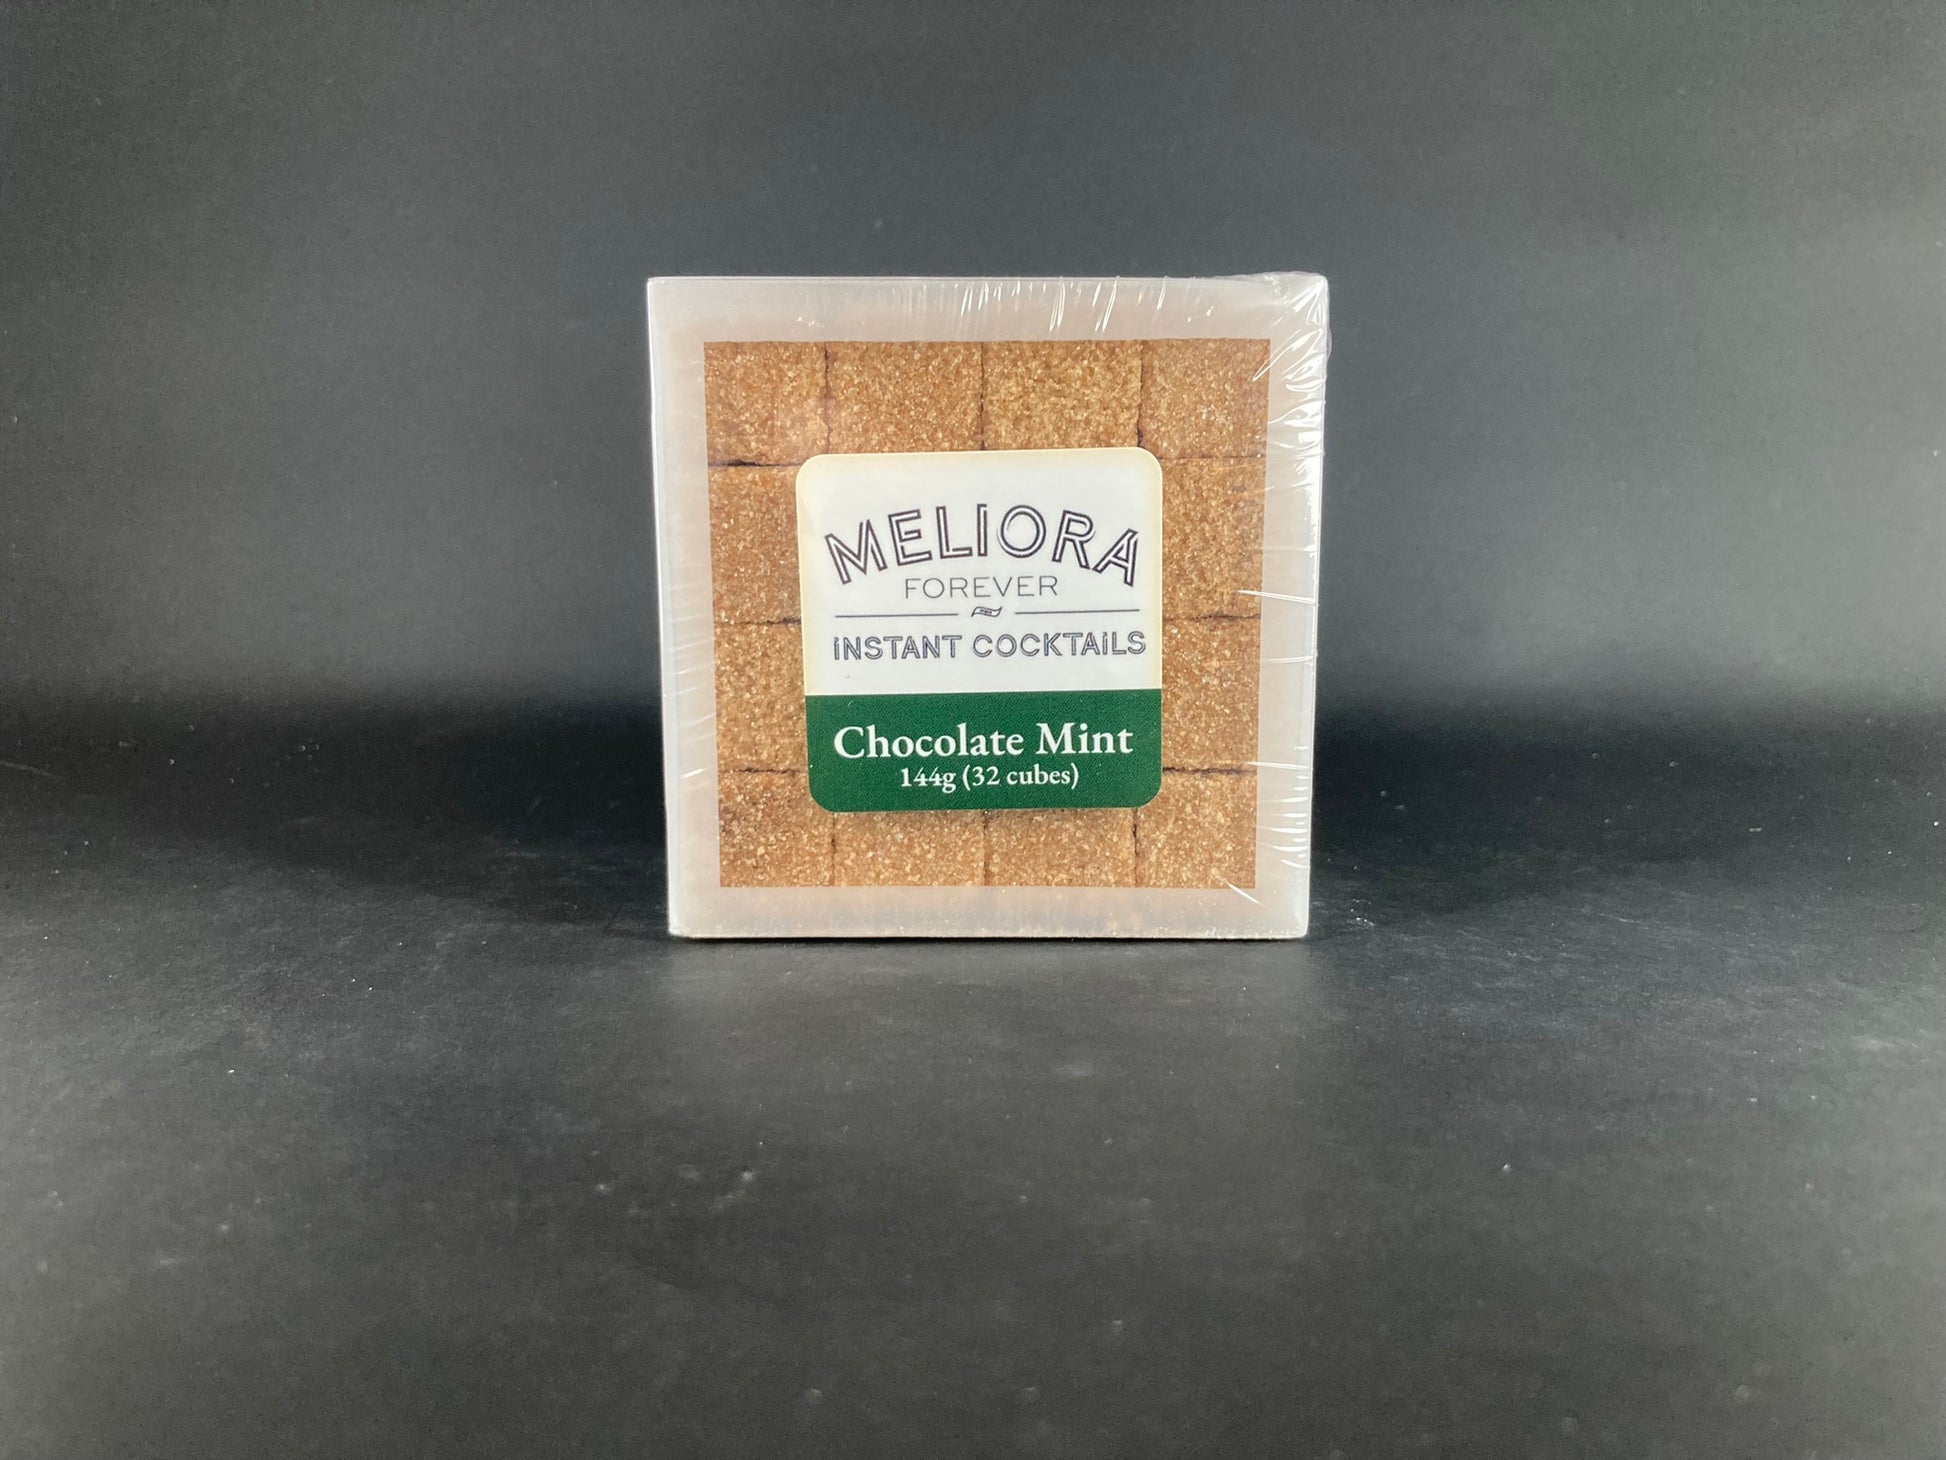 MELIORA
FOREVER
INSTANT COCKTAILS
Chocolate Mint
144g (32 cubes)